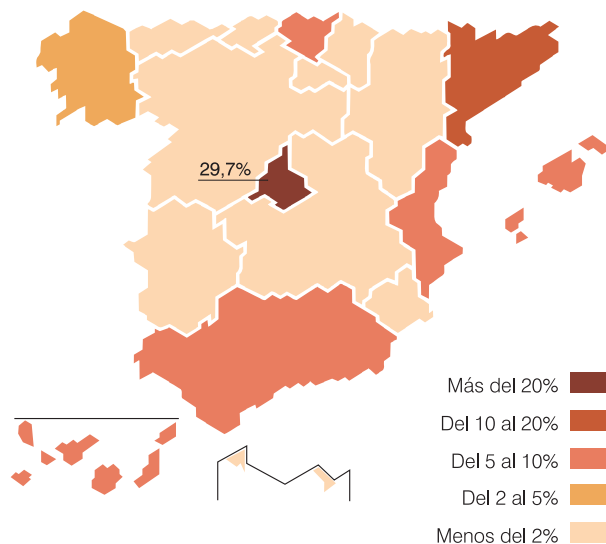 29,7%
Más del 20%
Del 10 al 20%
Del 5 al 10%
Del 2 al 5%
Menos del 2%